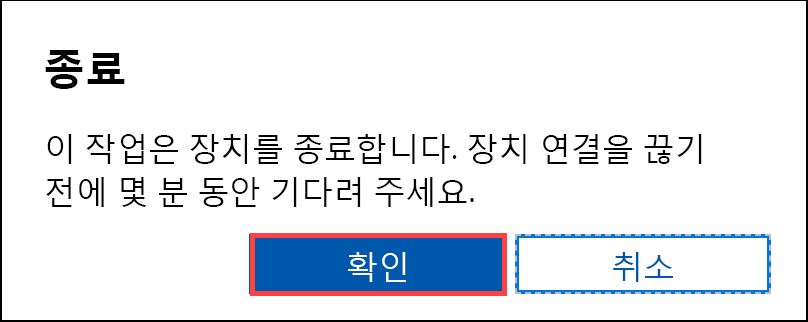 종료
이 작업은 장치를 종료합니다. 장치 연결을 끊기
전에 몇 분 동안 기다려 주세요.
확인
취소